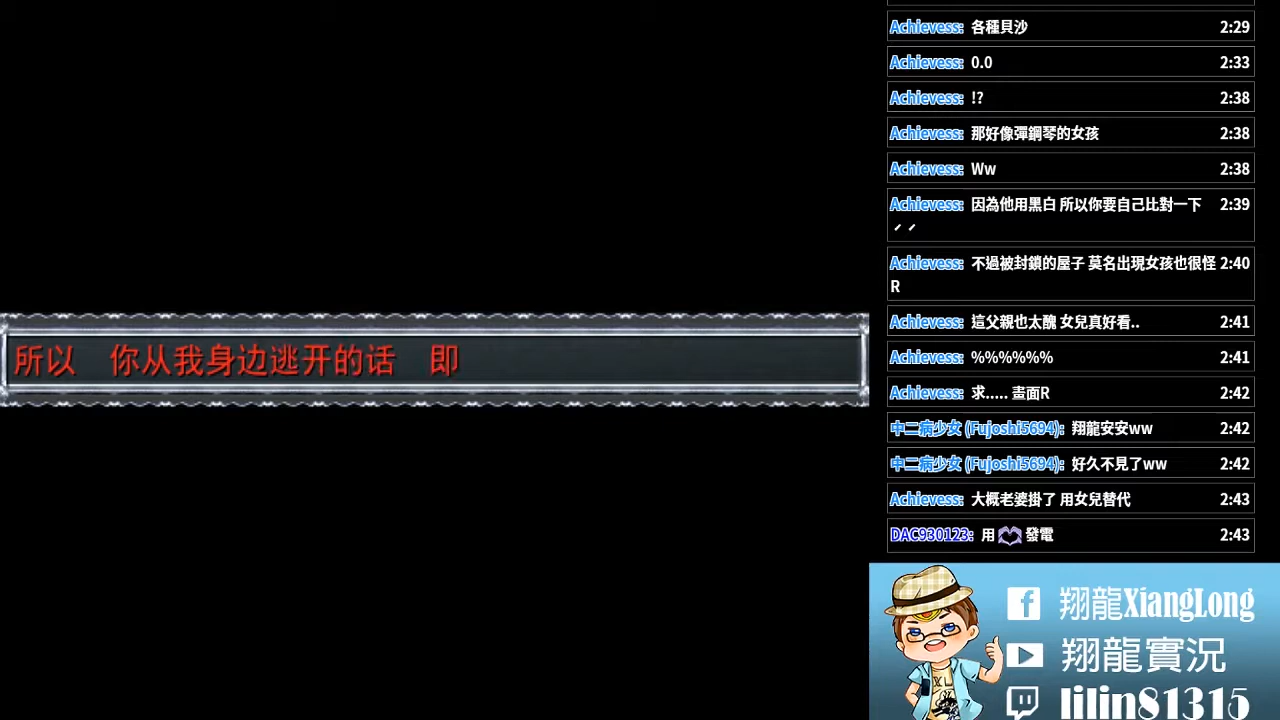 所以　你从我身边逃开的话　即
Achievess: 各種貝沙 2:29
Achievess: 0.0 2:33
Achievess: !? 2:38
Achievess: 那好像彈鋼琴的女孩 2:38
Achievess: Ww 2:38
Achievess: 因為他用黑白 所以你要自己比對一下 2:39
ˊˊ
Achievess: 不過被封鎖的屋子 莫名出現女孩也很怪 2:40
R
Achievess: 這父親也太醜 女兒真好看.. 2:41
Achievess: %%%%%% 2:41
Achievess: 求..... 畫面R 2:42
中二病少女 (Fujoshi5694): 翔龍安安ww 2:42
中二病少女 (Fujoshi5694): 好久不見了ww 2:42
Achievess: 大概老婆掛了 用女兒替代 2:43
DAC930123: 用 發電 2:43
翔龍XiangLong
翔龍實況
lilin81315